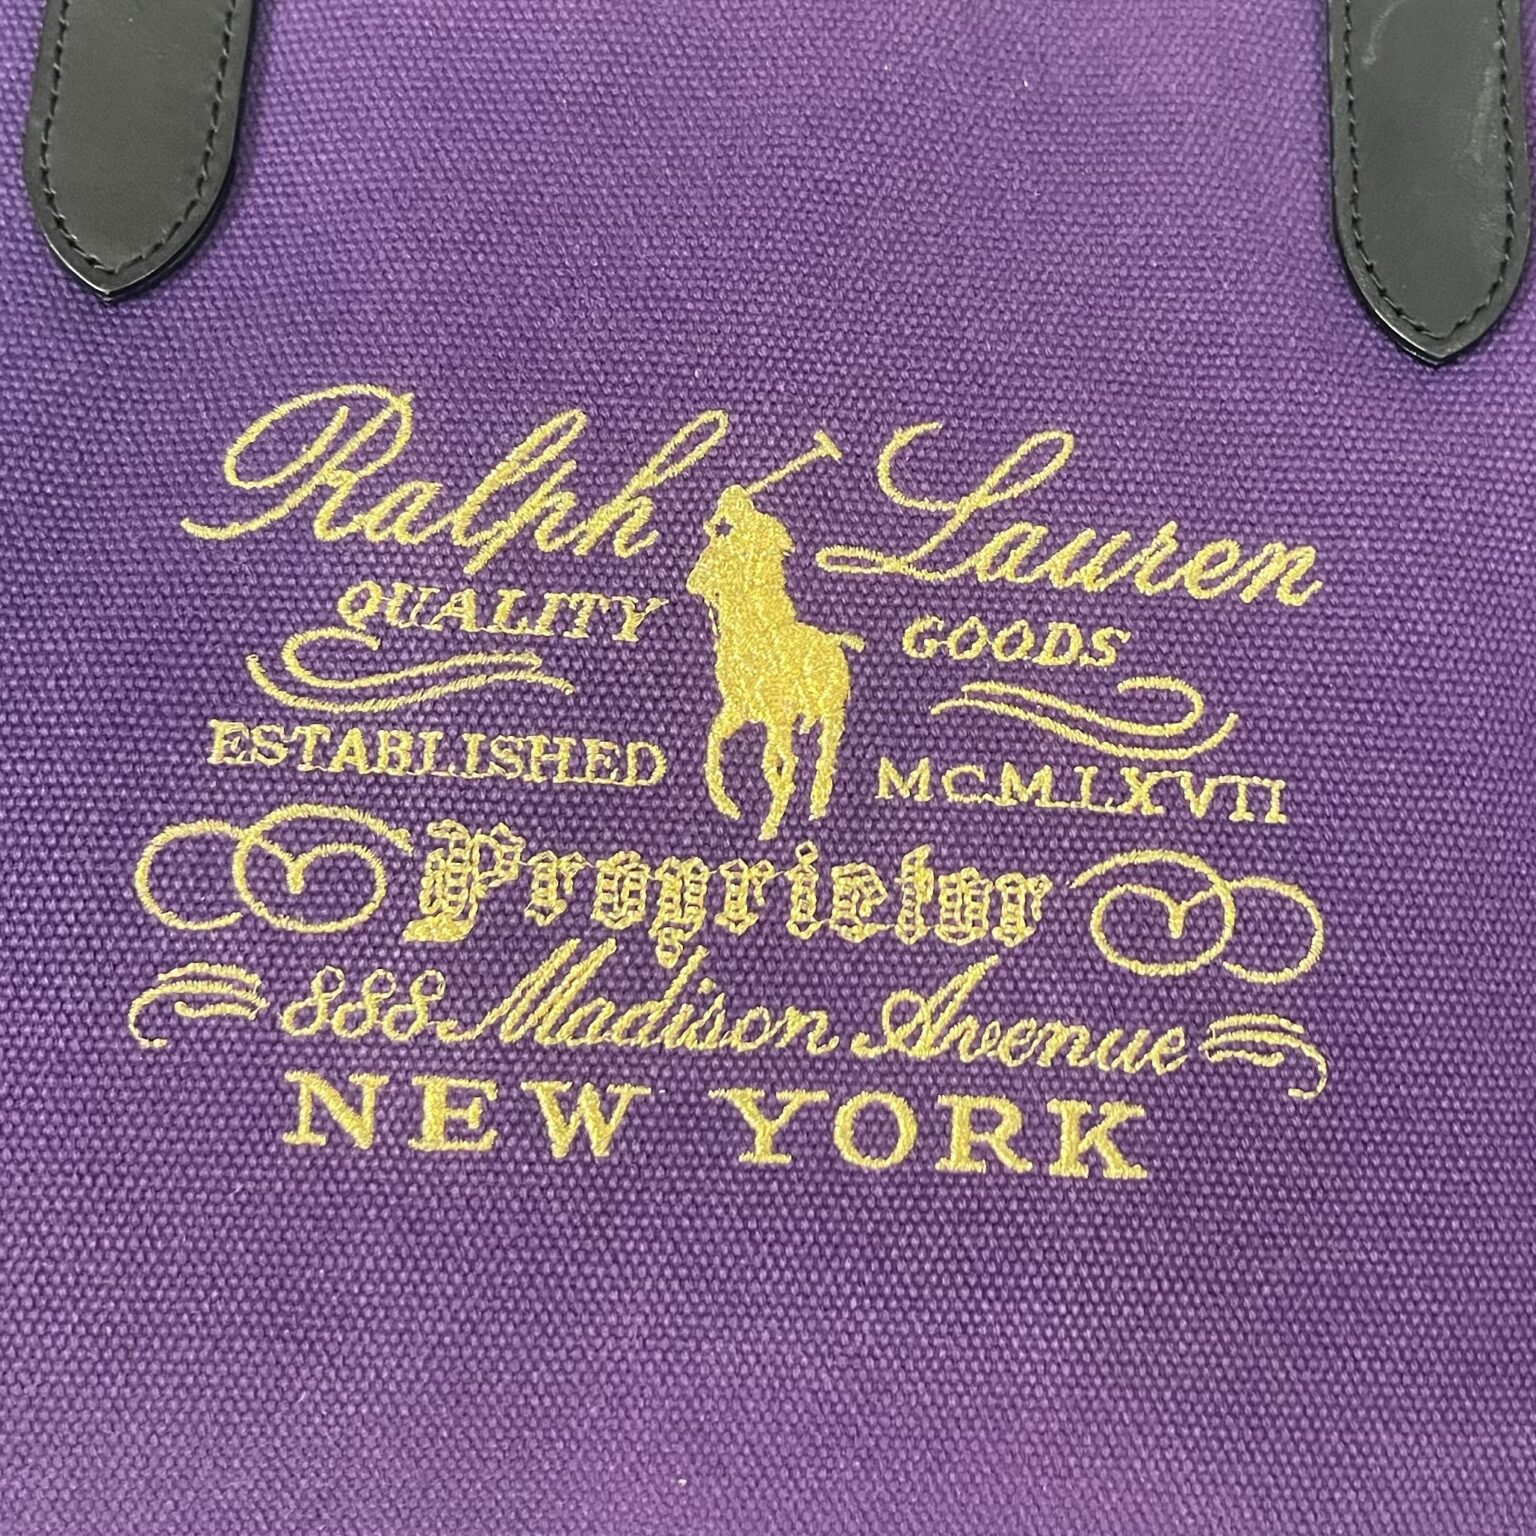 Ralph Lauren
QUALITY GOODS
ESTABLISHED MCMLXVII
Proprietor
888 Madison Avenue
NEW YORK